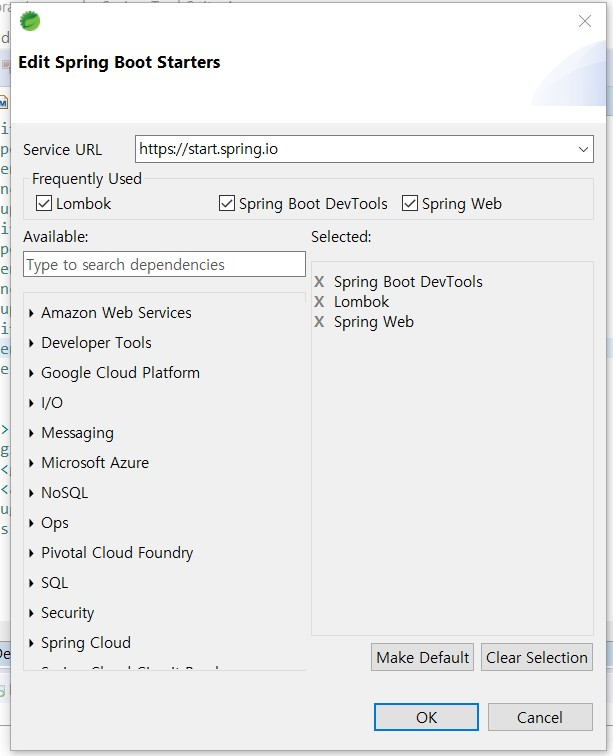 Edit Spring Boot Starters
Service URL
https://start.spring.io
Frequently Used
Lombok
Spring Boot DevTools
Spring Web
Available:
Type to search dependencies
Amazon Web Services
Developer Tools
Google Cloud Platform
I/O
Messaging
Microsoft Azure
NoSQL
Ops
Pivotal Cloud Foundry
SQL
Security
Spring Cloud
Selected:
X Spring Boot DevTools
X Lombok
X Spring Web
Make Default
Clear Selection
OK
Cancel